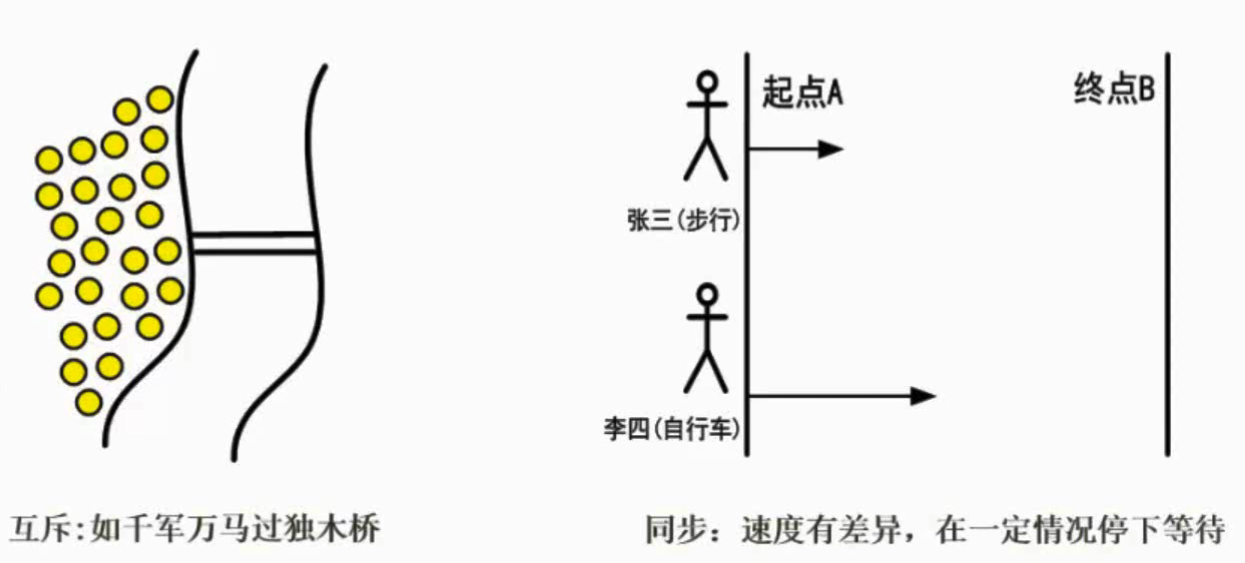 起点A
终点B
张三(步行)
李四(自行车)
互斥:如千军万马过独木桥
同步：速度有差异，在一定情况停下等待